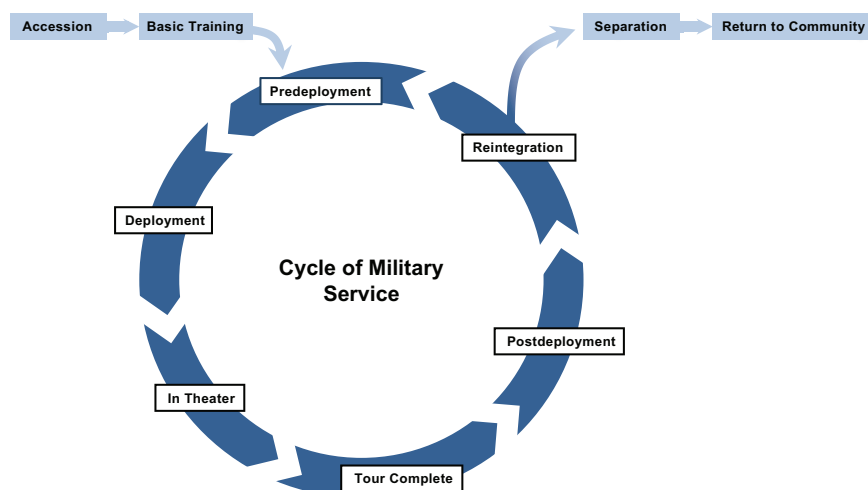 Accession
Basic Training
Separation
Return to Community
Predeployment
Reintegration
Deployment
Cycle of Military
Service
Postdeployment
In Theater
Tour Complete